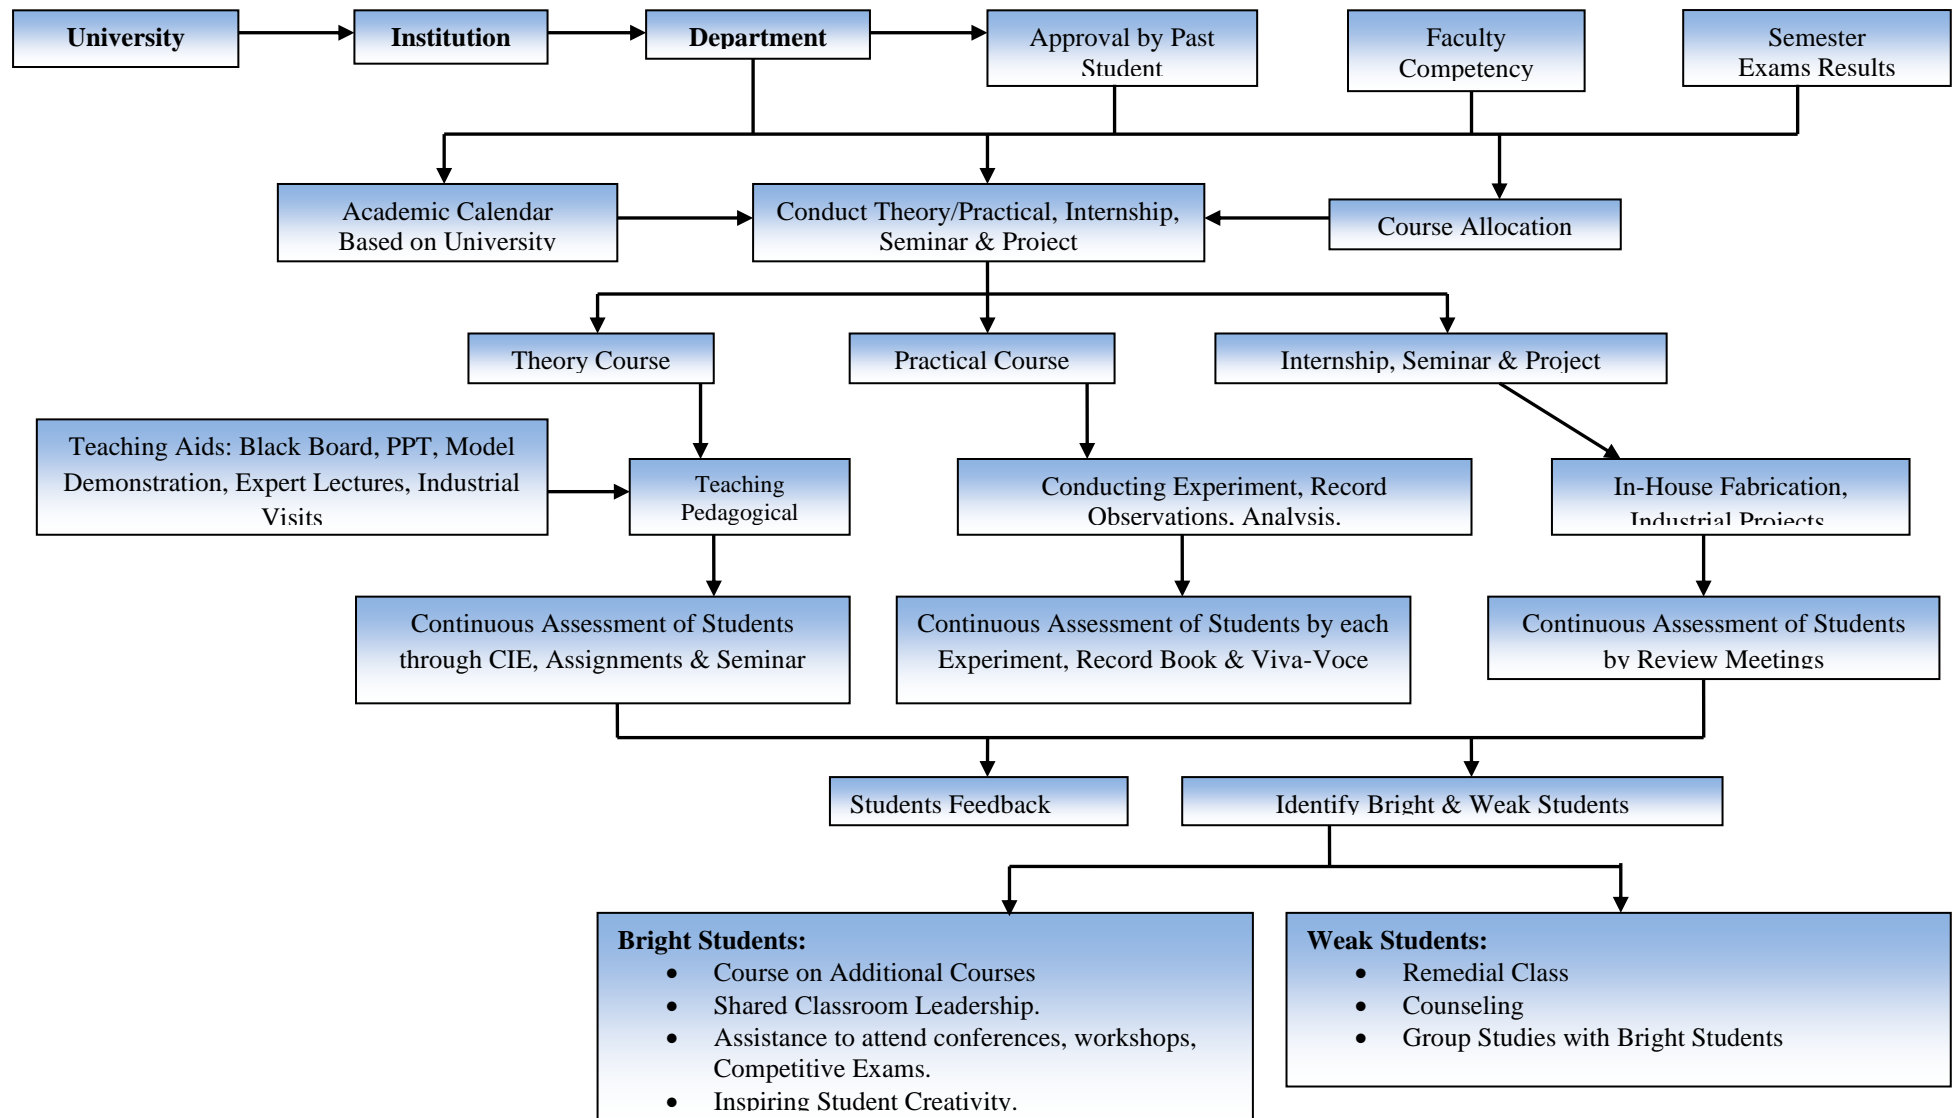 University
Institution
Department
Approval by Past
Student
Faculty
Competency
Semester
Exams Results
Academic Calendar
Based on University
Conduct Theory/Practical, Internship,
Seminar & Project
Course Allocation
Theory Course
Practical Course
Internship, Seminar & Project
Teaching Aids: Black Board, PPT, Model
Demonstration, Expert Lectures, Industrial
Visits
Teaching
Pedagogical
Conducting Experiment, Record
Observations, Analysis.
In-House Fabrication,
Industrial Projects
Continuous Assessment of Students
through CIE, Assignments & Seminar
Continuous Assessment of Students by each
Experiment, Record Book & Viva-Voce
Continuous Assessment of Students
by Review Meetings
Students Feedback
Identify Bright & Weak Students
Bright Students:
• Course on Additional Courses
• Shared Classroom Leadership.
• Assistance to attend conferences, workshops,
Competitive Exams.
• Inspiring Student Creativity.
Weak Students:
• Remedial Class
• Counseling
• Group Studies with Bright Students